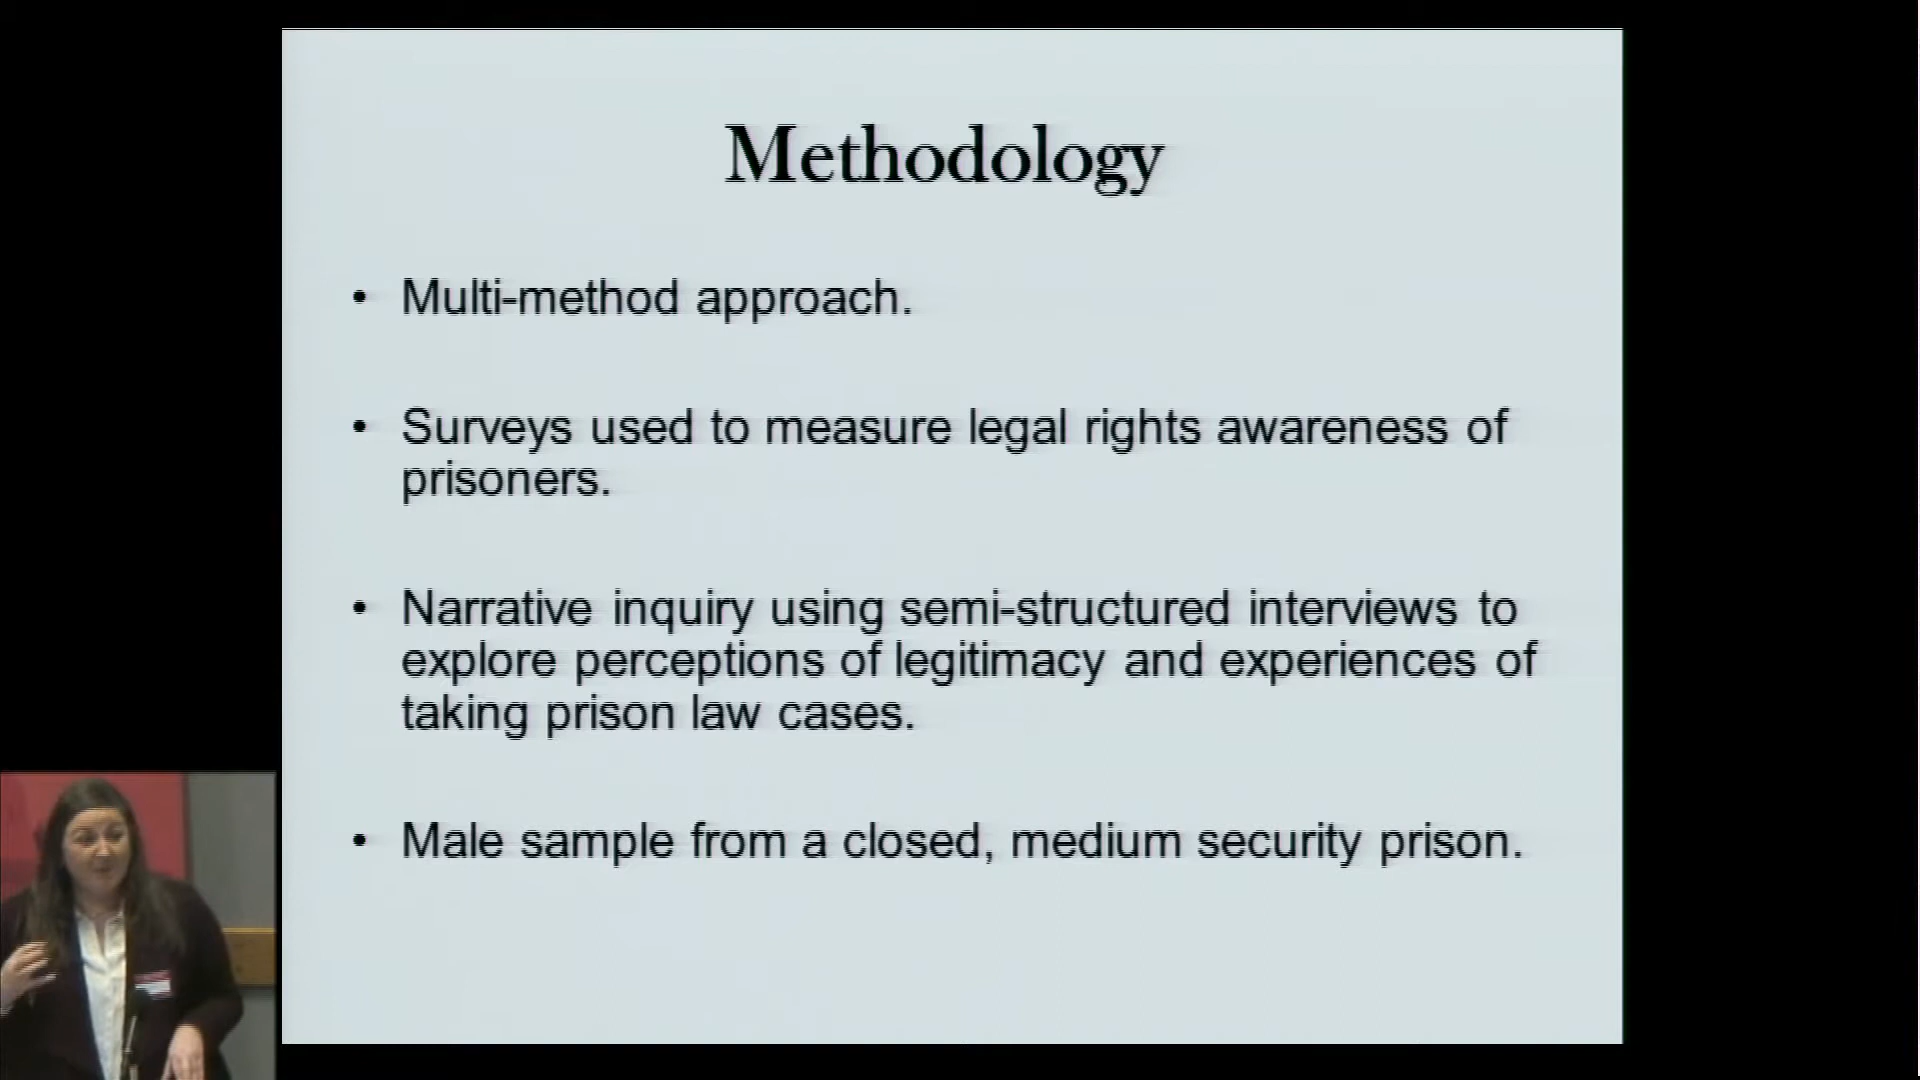 Methodology
• Multi-method approach.
• Surveys used to measure legal rights awareness of
prisoners.
• Narrative inquiry using semi-structured interviews to
explore perceptions of legitimacy and experiences of
taking prison law cases.
• Male sample from a closed, medium security prison.